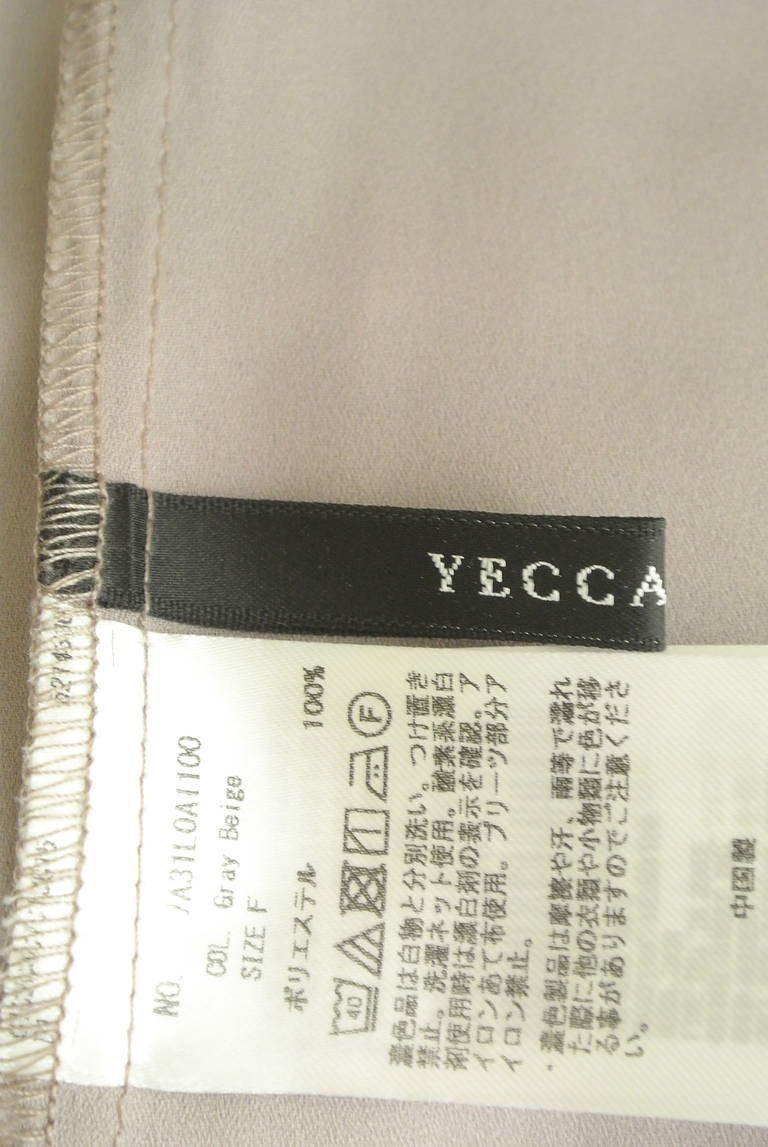 YECCA
NO. 7A31L0A1100
COL. Gray Beige
SIZE F
ポリエステル 100%
40 F
濃色品は白物と分別洗い。つけ置き
禁止。洗濯ネット使用。酸素系漂白
剤使用時は漂白剤の表示を確認。ア
イロンあて布使用。プリーツ部分ア
イロン禁止。
・濃色製品は摩擦や汗、雨等で濡れ
た際に他の衣類や小物類に色が移
る事がありますのでご注意くださ
い。
中国製